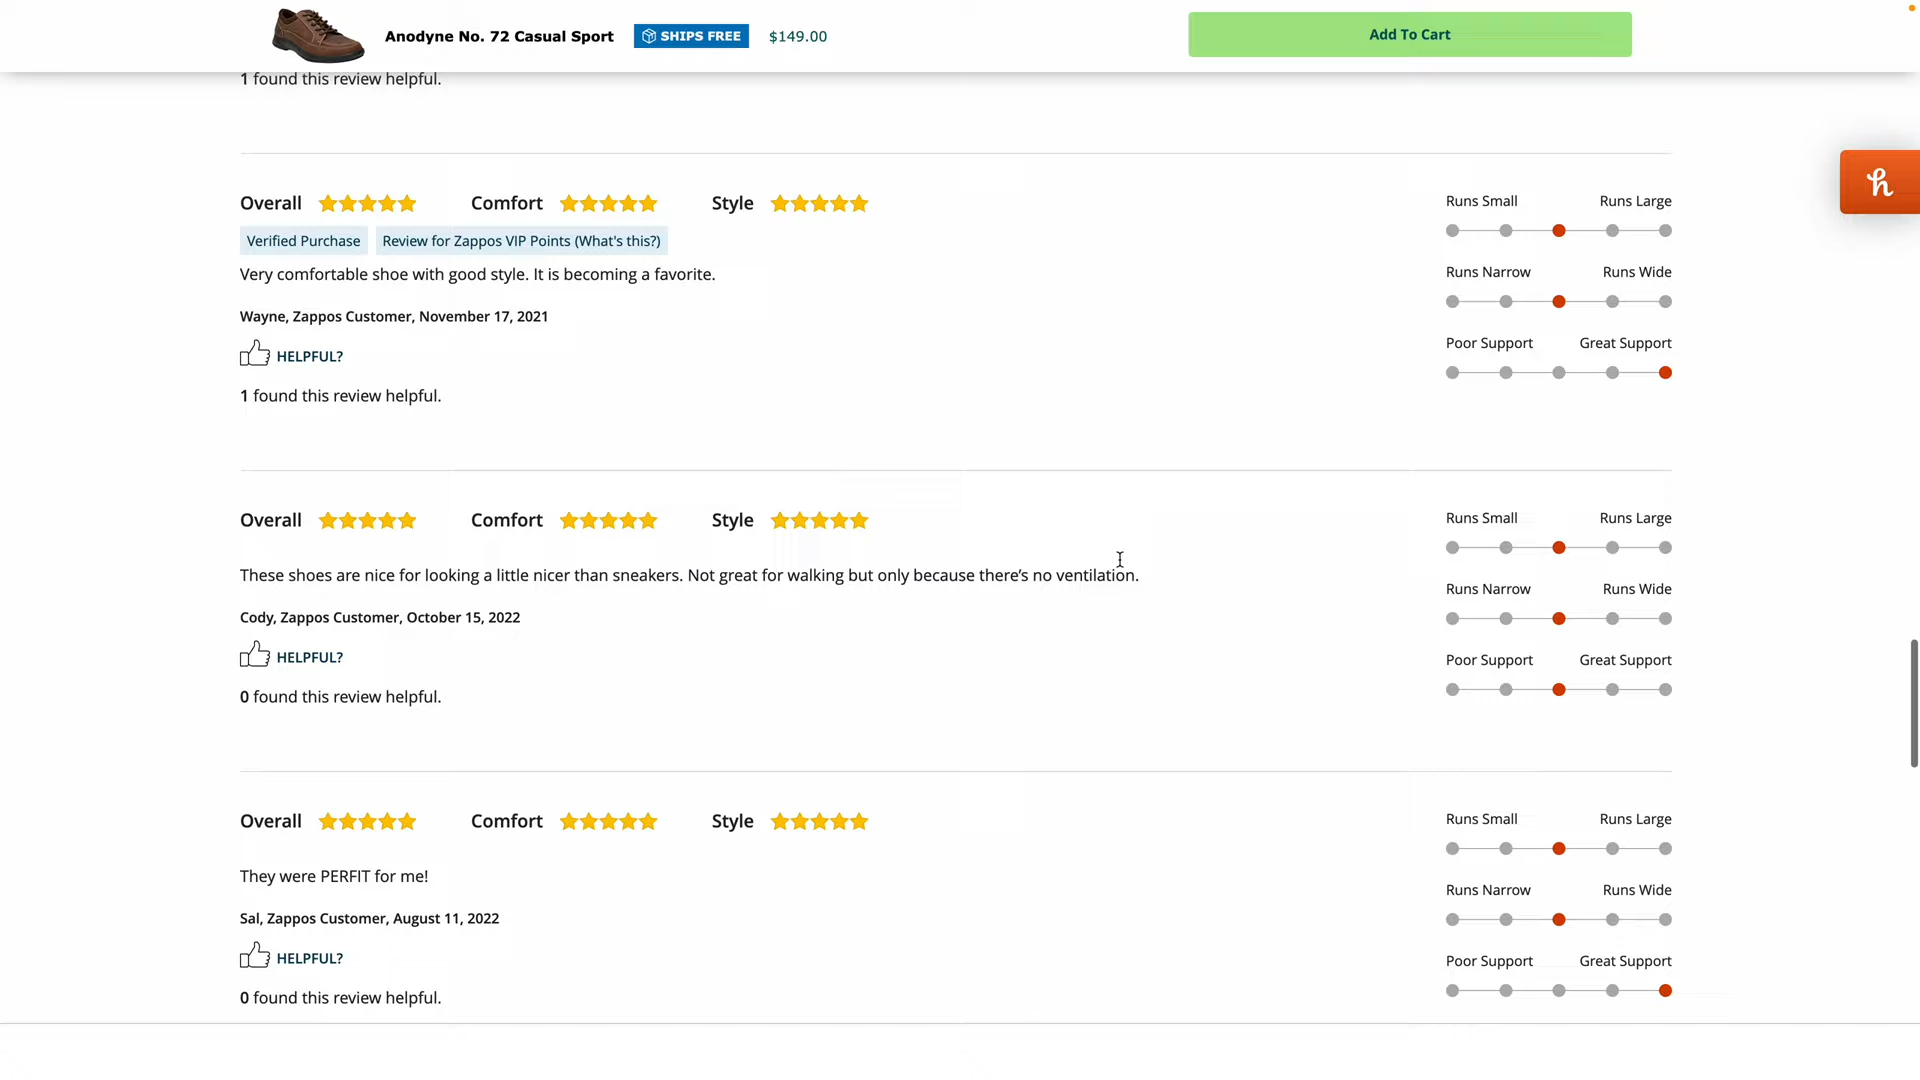 Anodyne No. 72 Casual Sport SHIPS FREE $149.00 Add To Cart
1 found this review helpful.
Overall Comfort Style
Runs Small Runs Large
Verified Purchase Review for Zappos VIP Points (What's this?)
Very comfortable shoe with good style. It is becoming a favorite.
Runs Narrow Runs Wide
Wayne, Zappos Customer, November 17, 2021
Poor Support Great Support
HELPFUL?
1 found this review helpful.
Overall Comfort Style
Runs Small Runs Large
These shoes are nice for looking a little nicer than sneakers. Not great for walking but only because there’s no ventilation.
Runs Narrow Runs Wide
Cody, Zappos Customer, October 15, 2022
Poor Support Great Support
HELPFUL?
0 found this review helpful.
Overall Comfort Style
Runs Small Runs Large
They were PERFIT for me!
Runs Narrow Runs Wide
Sal, Zappos Customer, August 11, 2022
Poor Support Great Support
HELPFUL?
0 found this review helpful.